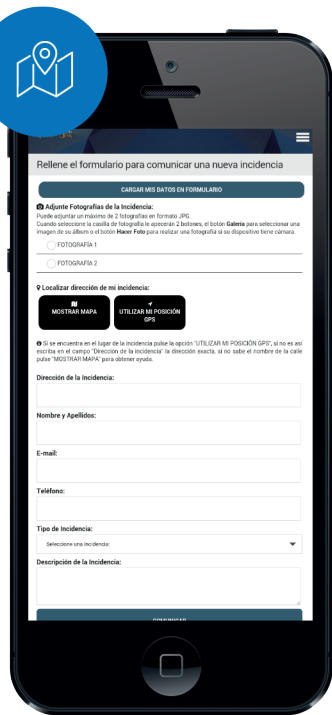 Rellene el formulario para comunicar una nueva incidencia
CARGAR MIS DATOS EN FORMULARIO
Adjunte Fotografías de la Incidencia:
Puede adjuntar un máximo de 2 fotografías en formato JPG.
Cuando seleccione la casilla de fotografía le aparecerán 2 botones, el botón Galería para seleccionar una
imagen de su álbum o el botón Hacer Foto para realizar una fotografía si su dispositivo tiene cámara.
FOTOGRAFÍA 1
FOTOGRAFÍA 2
Localizar dirección de mi incidencia:
MOSTRAR MAPA
UTILIZAR MI POSICIÓN
GPS
Si se encuentra en el lugar de la incidencia pulse la opción "UTILIZAR MI POSICIÓN GPS", si no es así
escriba en el campo "Dirección de la incidencia" la dirección exacta, si no sabe el nombre de la calle
pulse "MOSTRAR MAPA" para obtener ayuda.
Dirección de la Incidencia:
Nombre y Apellidos:
E-mail:
Teléfono:
Tipo de Incidencia:
Seleccione una Incidencia:
Descripción de la Incidencia:
COMUNICAR